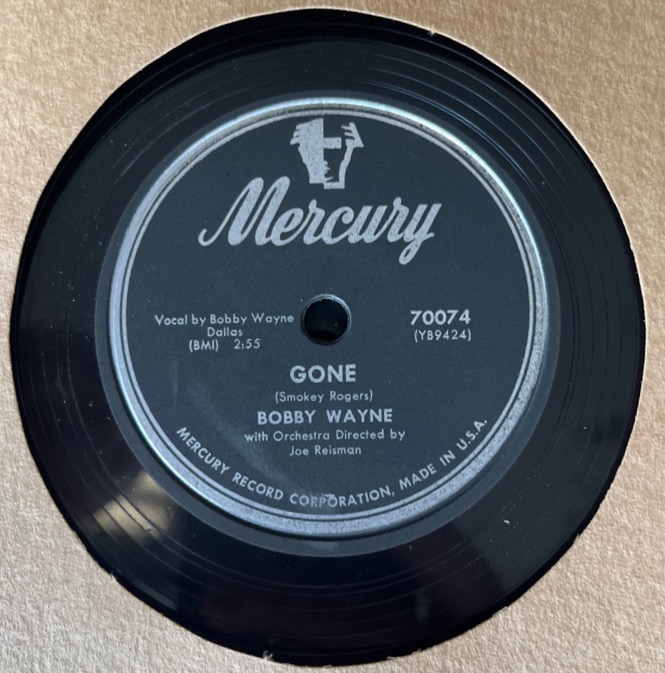 Mercury
Vocal by Bobby Wayne
Dallas
(BMI) 2:55
70074
(YB9424)
GONE
(Smokey Rogers)
BOBBY WAYNE
with Orchestra Directed by
Joe Reisman
MERCURY RECORD CORPORATION, MADE IN U.S.A.